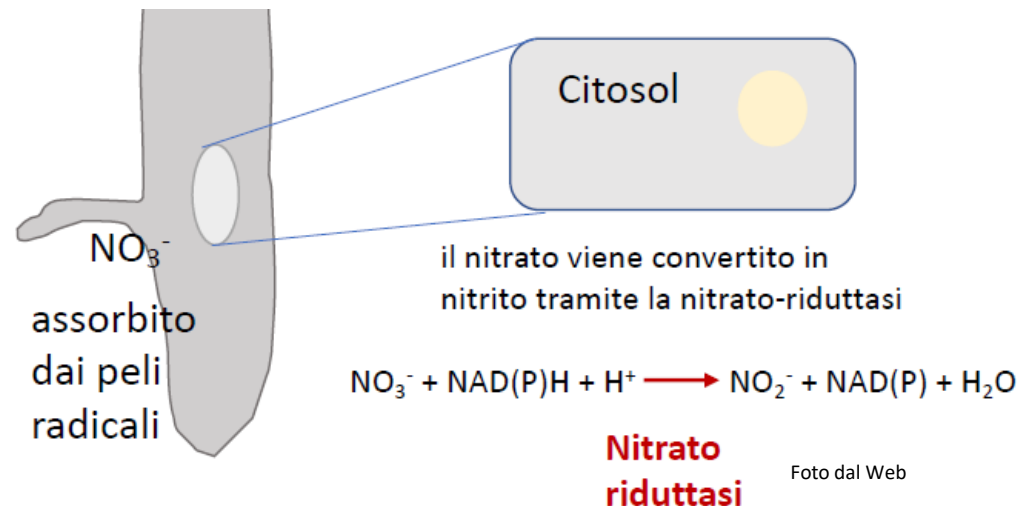 Citosol
NO₃⁻
assorbito
dai peli
radicali
il nitrato viene convertito in
nitrito tramite la nitrato-riduttasi
NO₃⁻ + NAD(P)H + H⁺ → NO₂⁻ + NAD(P) + H₂O
Nitrato
riduttasi
Foto dal Web